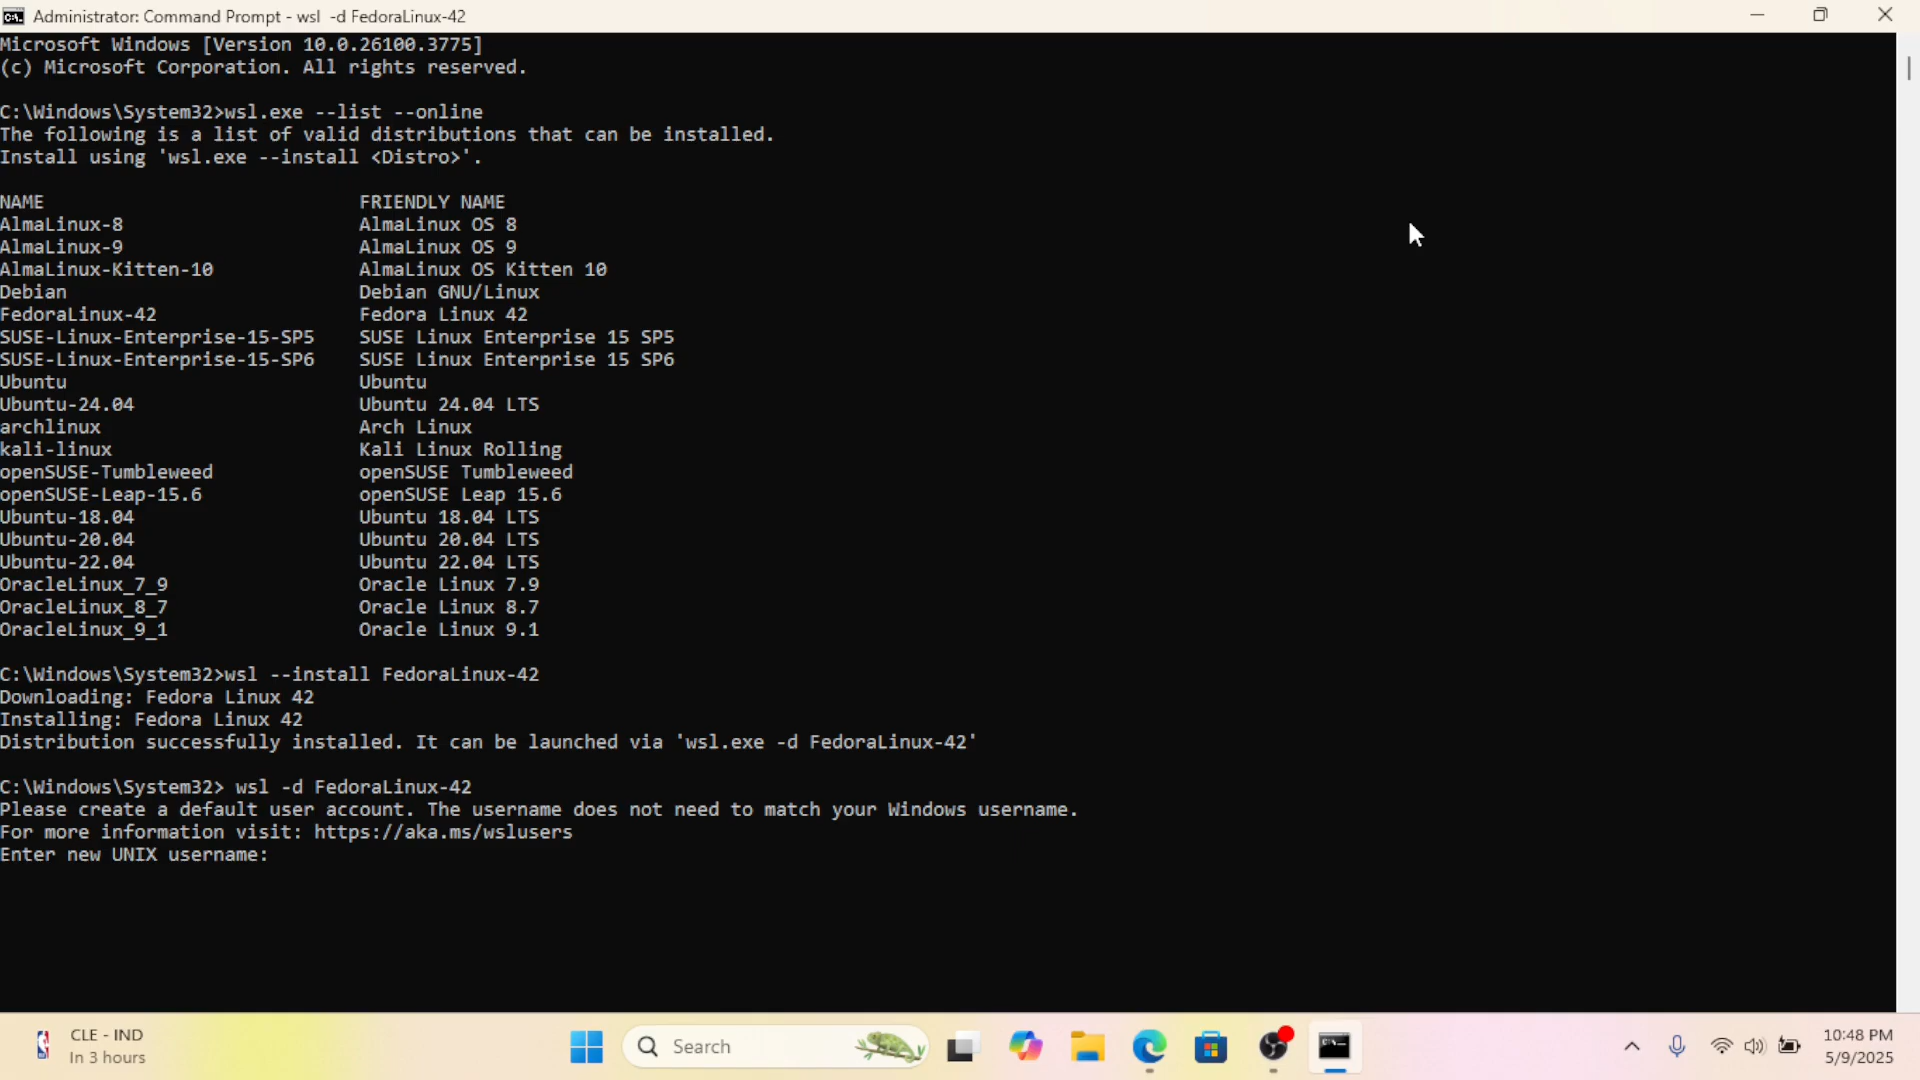 Administrator: Command Prompt - wsl  -d FedoraLinux-42
Microsoft Windows [Version 10.0.26100.3775]
(c) Microsoft Corporation. All rights reserved.
C:\Windows\System32>wsl.exe --list --online
The following is a list of valid distributions that can be installed.
Install using 'wsl.exe --install <Distro>'.
NAME                            FRIENDLY NAME
AlmaLinux-8                     AlmaLinux OS 8
AlmaLinux-9                     AlmaLinux OS 9
AlmaLinux-Kitten-10             AlmaLinux OS Kitten 10
Debian                          Debian GNU/Linux
FedoraLinux-42                  Fedora Linux 42
SUSE-Linux-Enterprise-15-SP5    SUSE Linux Enterprise 15 SP5
SUSE-Linux-Enterprise-15-SP6    SUSE Linux Enterprise 15 SP6
Ubuntu                          Ubuntu
Ubuntu-24.04                    Ubuntu 24.04 LTS
archlinux                       Arch Linux
kali-linux                      Kali Linux Rolling
openSUSE-Tumbleweed             openSUSE Tumbleweed
openSUSE-Leap-15.6              openSUSE Leap 15.6
Ubuntu-18.04                    Ubuntu 18.04 LTS
Ubuntu-20.04                    Ubuntu 20.04 LTS
Ubuntu-22.04                    Ubuntu 22.04 LTS
OracleLinux_7_9                 Oracle Linux 7.9
OracleLinux_8_7                 Oracle Linux 8.7
OracleLinux_9_1                 Oracle Linux 9.1
C:\Windows\System32>wsl --install FedoraLinux-42
Downloading: Fedora Linux 42
Installing: Fedora Linux 42
Distribution successfully installed. It can be launched via 'wsl.exe -d FedoraLinux-42'
C:\Windows\System32> wsl -d FedoraLinux-42
Please create a default user account. The username does not need to match your Windows username.
For more information visit: https://aka.ms/wslusers
Enter new UNIX username:
CLE - IND
In 3 hours
Search
10:48 PM
5/9/2025